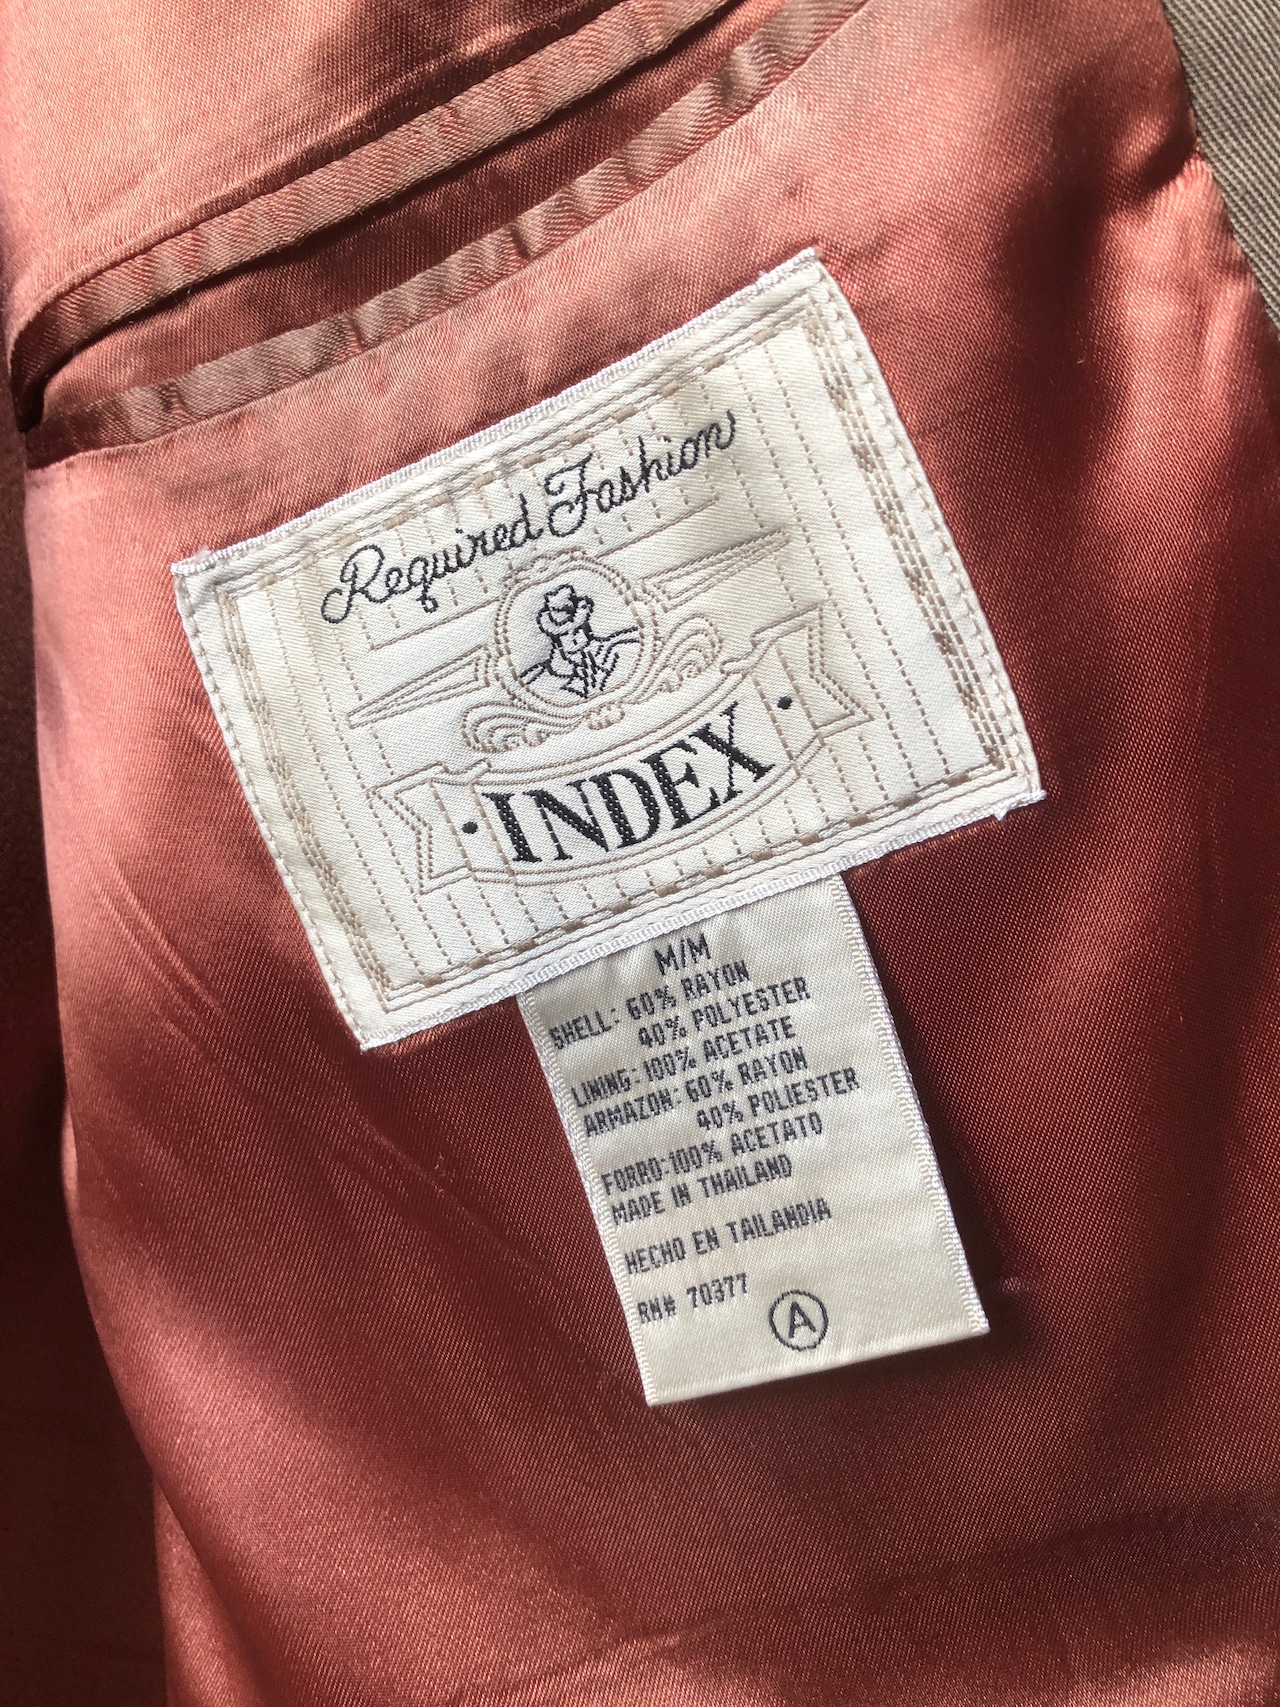 Required Fashion
·INDEX·
M/M
SHELL: 60% RAYON
40% POLYESTER
LINING: 100% ACETATE
ARMAZON: 60% RAYON
40% POLIESTER
FORRO: 100% ACETATO
MADE IN THAILAND
HECHO EN TAILANDIA
RN# 70377
A